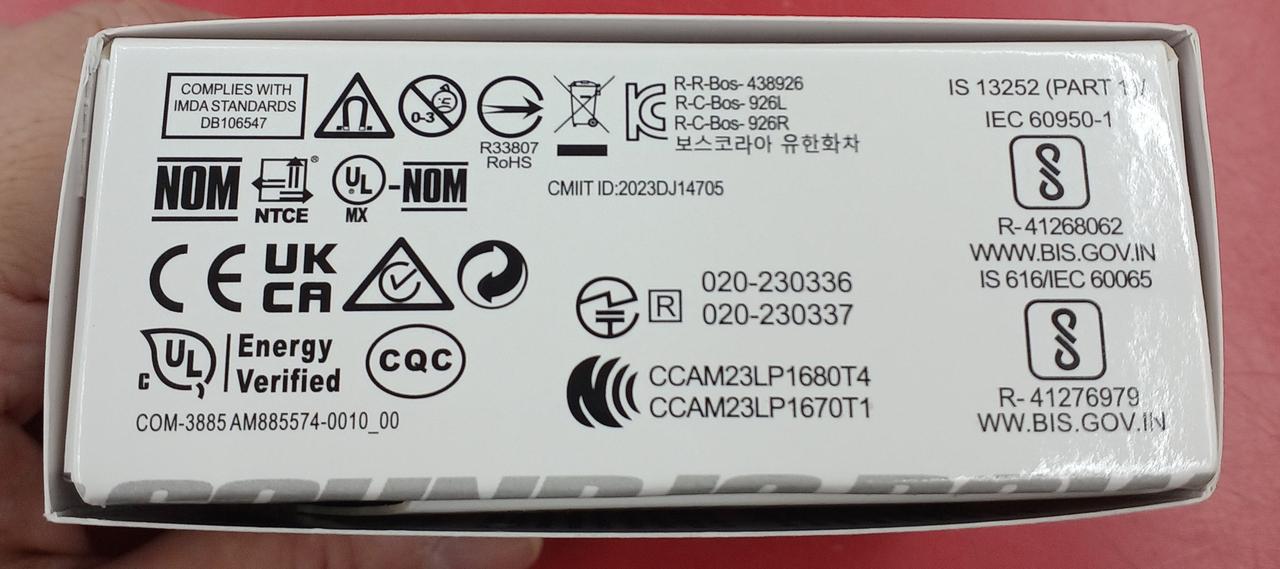 COMPLIES WITH
IMDA STANDARDS
DB106547
0-3
R33807
RoHS
R-R-Bos- 438926
R-C-Bos- 926L
R-C-Bos- 926R
보스코라아 유한화차
CMIIT ID:2023DJ14705
NOM
NTCE
®
UL
®
MX
-NOM
CE
UK
CA
UL
c
Energy
Verified
CQC
COM-3885 AM885574-0010_00
R
020-230336
020-230337
CCAM23LP1680T4
CCAM23LP1670T1
IS 13252 (PART 1)/
IEC 60950-1
R- 41268062
WWW.BIS.GOV.IN
IS 616/IEC 60065
R- 41276979
WW.BIS.GOV.IN
SOUND IS